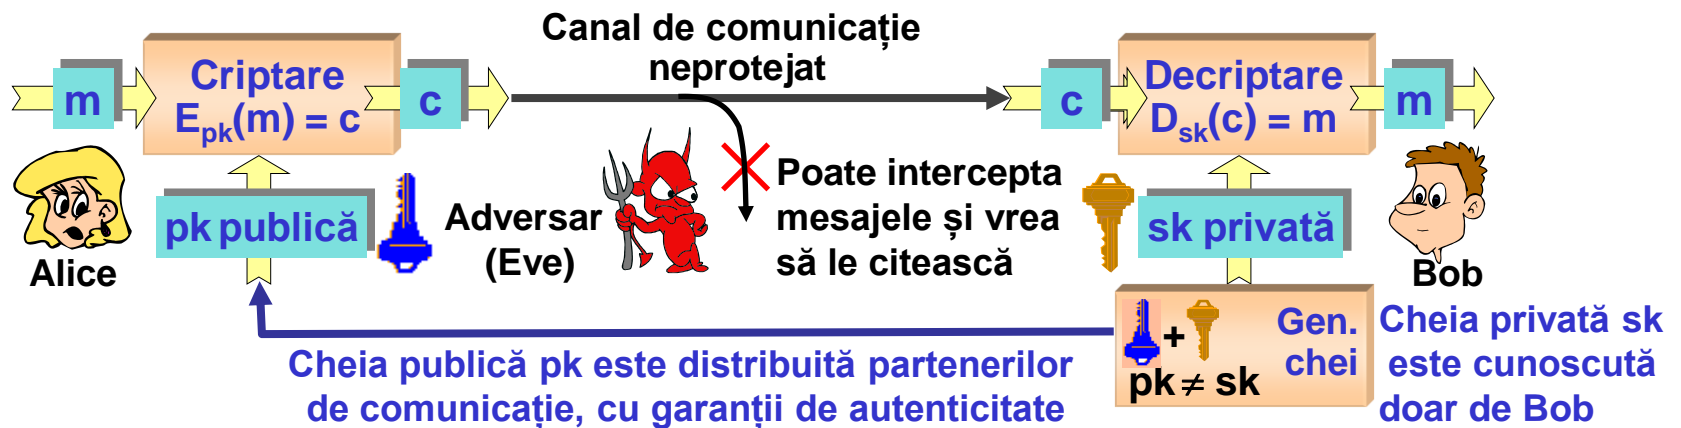 Canal de comunicație
neprotejat
m
Criptare
E_pk(m) = c
c
c
Decriptare
D_sk(c) = m
m
Alice
pk publică
Adversar
(Eve)
Poate intercepta
mesajele și vrea
să le citească
sk privată
Bob
+
pk ≠ sk
Gen.
chei
Cheia publică pk este distribuită partenerilor
de comunicație, cu garanții de autenticitate
Cheia privată sk
este cunoscută
doar de Bob